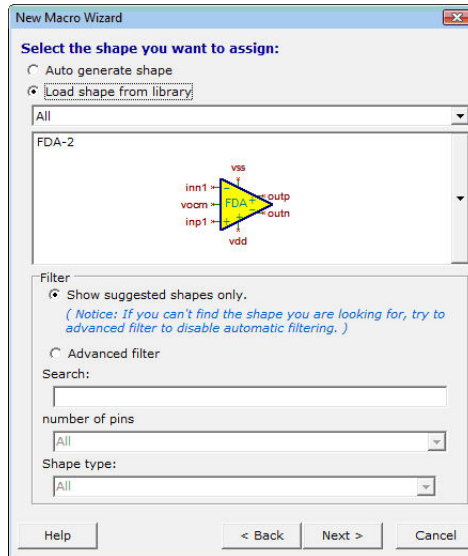 New Macro Wizard
Select the shape you want to assign:
Auto generate shape
Load shape from library
All
FDA-2
vss
inn1
outp
vocm
FDA
outn
inp1
vdd
Filter
Show suggested shapes only.
( Notice: If you can't find the shape you are looking for, try to
advanced filter to disable automatic filtering. )
Advanced filter
Search:
number of pins
All
Shape type:
All
Help
< Back
Next >
Cancel